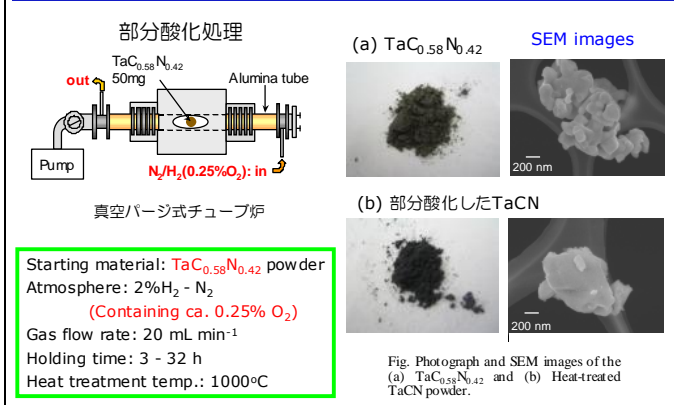 部分酸化処理
TaC0.58N0.42
50mg
out
Alumina tube
Pump
N2/H2(0.25%O2): in
真空パージ式チューブ炉
Starting material: TaC0.58N0.42 powder
Atmosphere: 2%H2 - N2
(Containing ca. 0.25% O2)
Gas flow rate: 20 mL min-1
Holding time: 3 - 32 h
Heat treatment temp.: 1000oC
(a) TaC0.58N0.42
SEM images
200 nm
(b) 部分酸化したTaCN
200 nm
Fig. Photograph and SEM images of the
(a) TaC0.58N0.42 and (b) Heat-treated
TaCN powder.